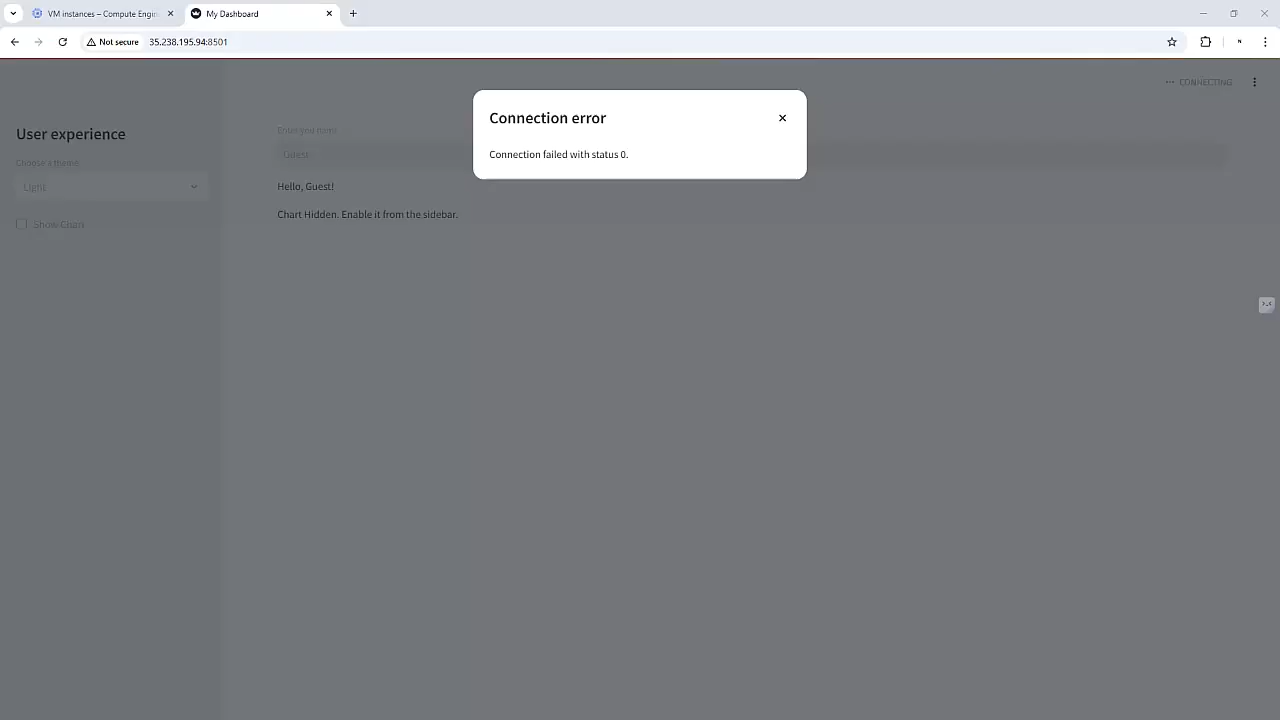 VM instances – Compute Engin
My Dashboard
Not secure
35.238.195.94:8501
CONNECTING
Connection error
Connection failed with status 0.
User experience
Choose a theme
Light
Show Chart
Enter your name
Guest
Hello, Guest!
Chart Hidden. Enable it from the sidebar.